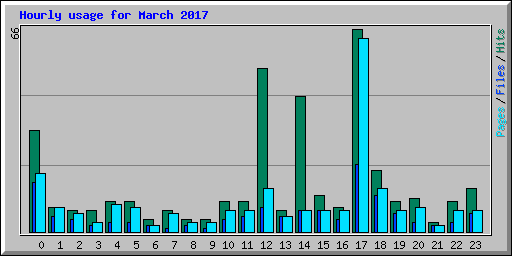 Hourly usage for March 2017
66
Pages / Files / Hits
0 1 2 3 4 5 6 7 8 9 10 11 12 13 14 15 16 17 18 19 20 21 22 23